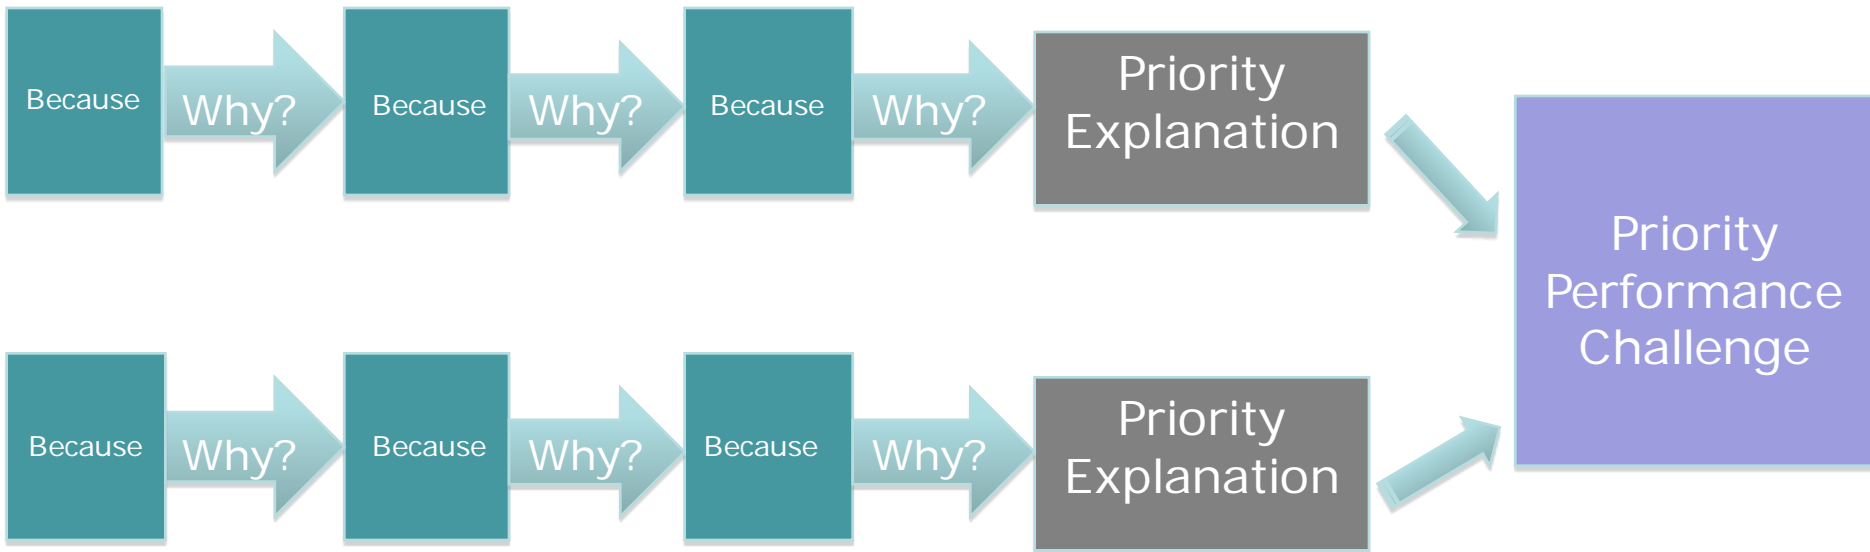 Because
Why?
Because
Why?
Because
Why?
Priority
Explanation
Priority
Performance
Challenge
Because
Why?
Because
Why?
Because
Why?
Priority
Explanation